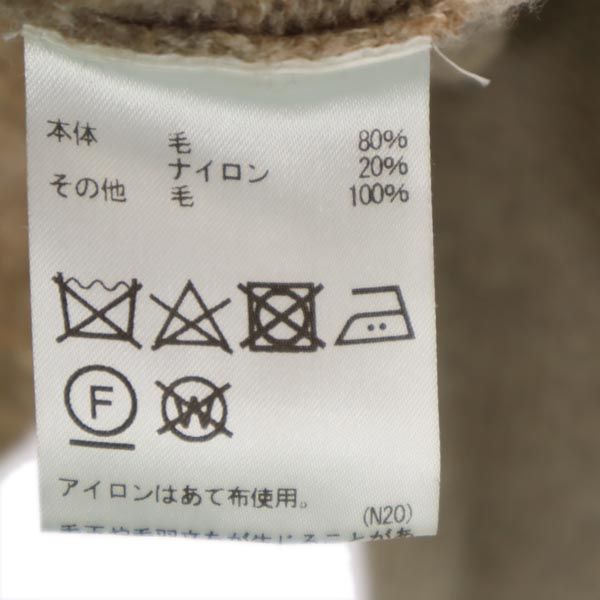 本体 毛 80%
ナイロン 20%
その他 毛 100%
F
W
アイロンはあて布使用。
(N20)